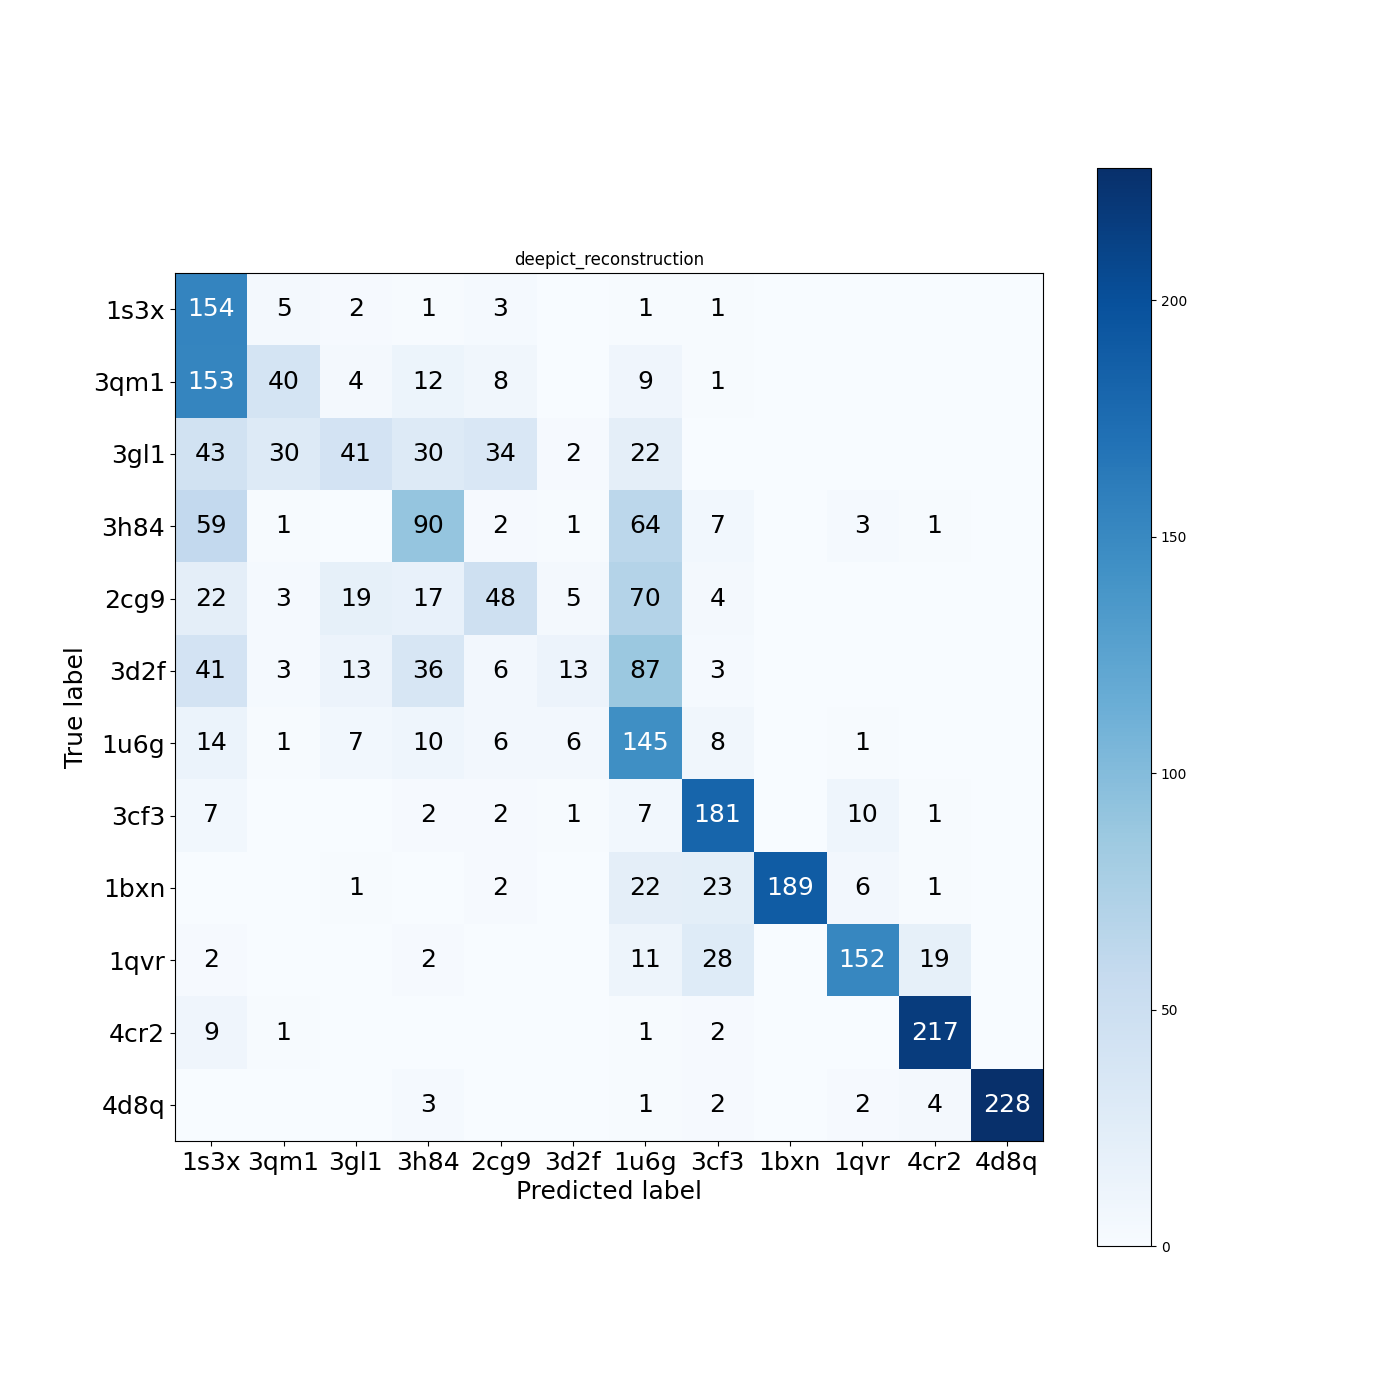 deepict_reconstruction
1s3x 154 5 2 1 3 1 1
3qm1 153 40 4 12 8 9 1
3gl1 43 30 41 30 34 2 22
3h84 59 1 90 2 1 64 7 3 1
2cg9 22 3 19 17 48 5 70 4
3d2f 41 3 13 36 6 13 87 3
1u6g 14 1 7 10 6 6 145 8 1
3cf3 7 2 2 1 7 181 10 1
1bxn 1 2 22 23 189 6 1
1qvr 2 2 11 28 152 19
4cr2 9 1 1 2 217
4d8q 3 1 2 2 4 228
1s3x 3qm1 3gl1 3h84 2cg9 3d2f 1u6g 3cf3 1bxn 1qvr 4cr2 4d8q
Predicted label
True label
200
150
100
50
0